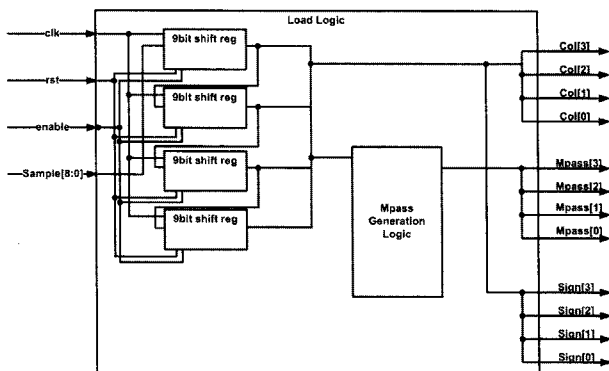 Load Logic
clk
rst
enable
Sample[8:0]
9bit shift reg
9bit shift reg
9bit shift reg
9bit shift reg
Mpass
Generation
Logic
Col[3]
Col[2]
Col[1]
Col[0]
Mpass[3]
Mpass[2]
Mpass[1]
Mpass[0]
Sign[3]
Sign[2]
Sign[1]
Sign[0]